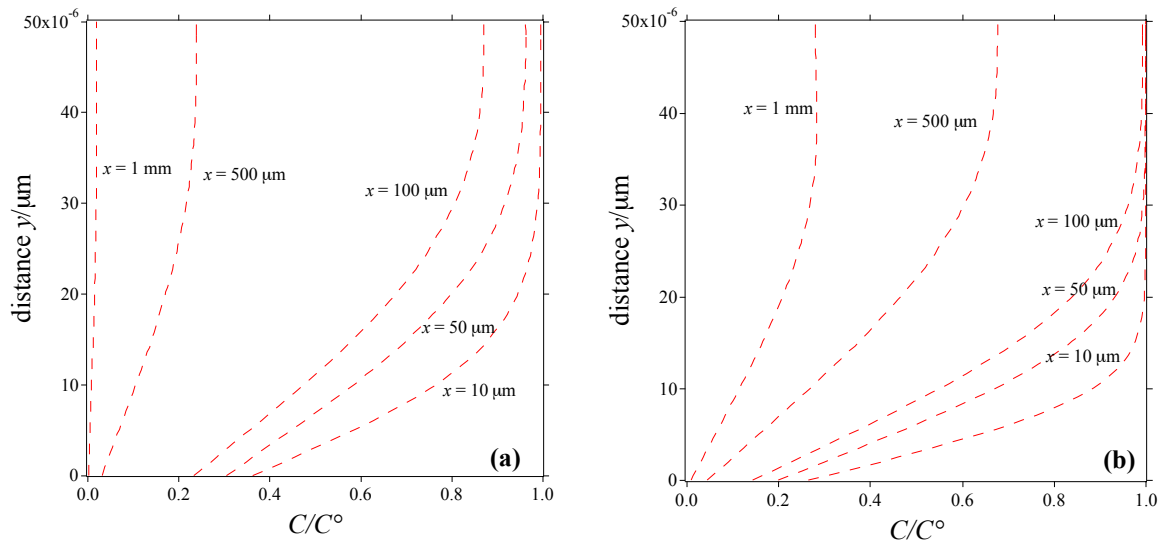 50x10⁻⁶
40
30
20
10
0
distance y/µm
x = 1 mm
x = 500 µm
x = 100 µm
x = 50 µm
x = 10 µm
(a)
0.0 0.2 0.4 0.6 0.8 1.0
C/C°
50x10⁻⁶
40
30
20
10
0
distance y/µm
x = 1 mm
x = 500 µm
x = 100 µm
x = 50 µm
x = 10 µm
(b)
0.0 0.2 0.4 0.6 0.8 1.0
C/C°